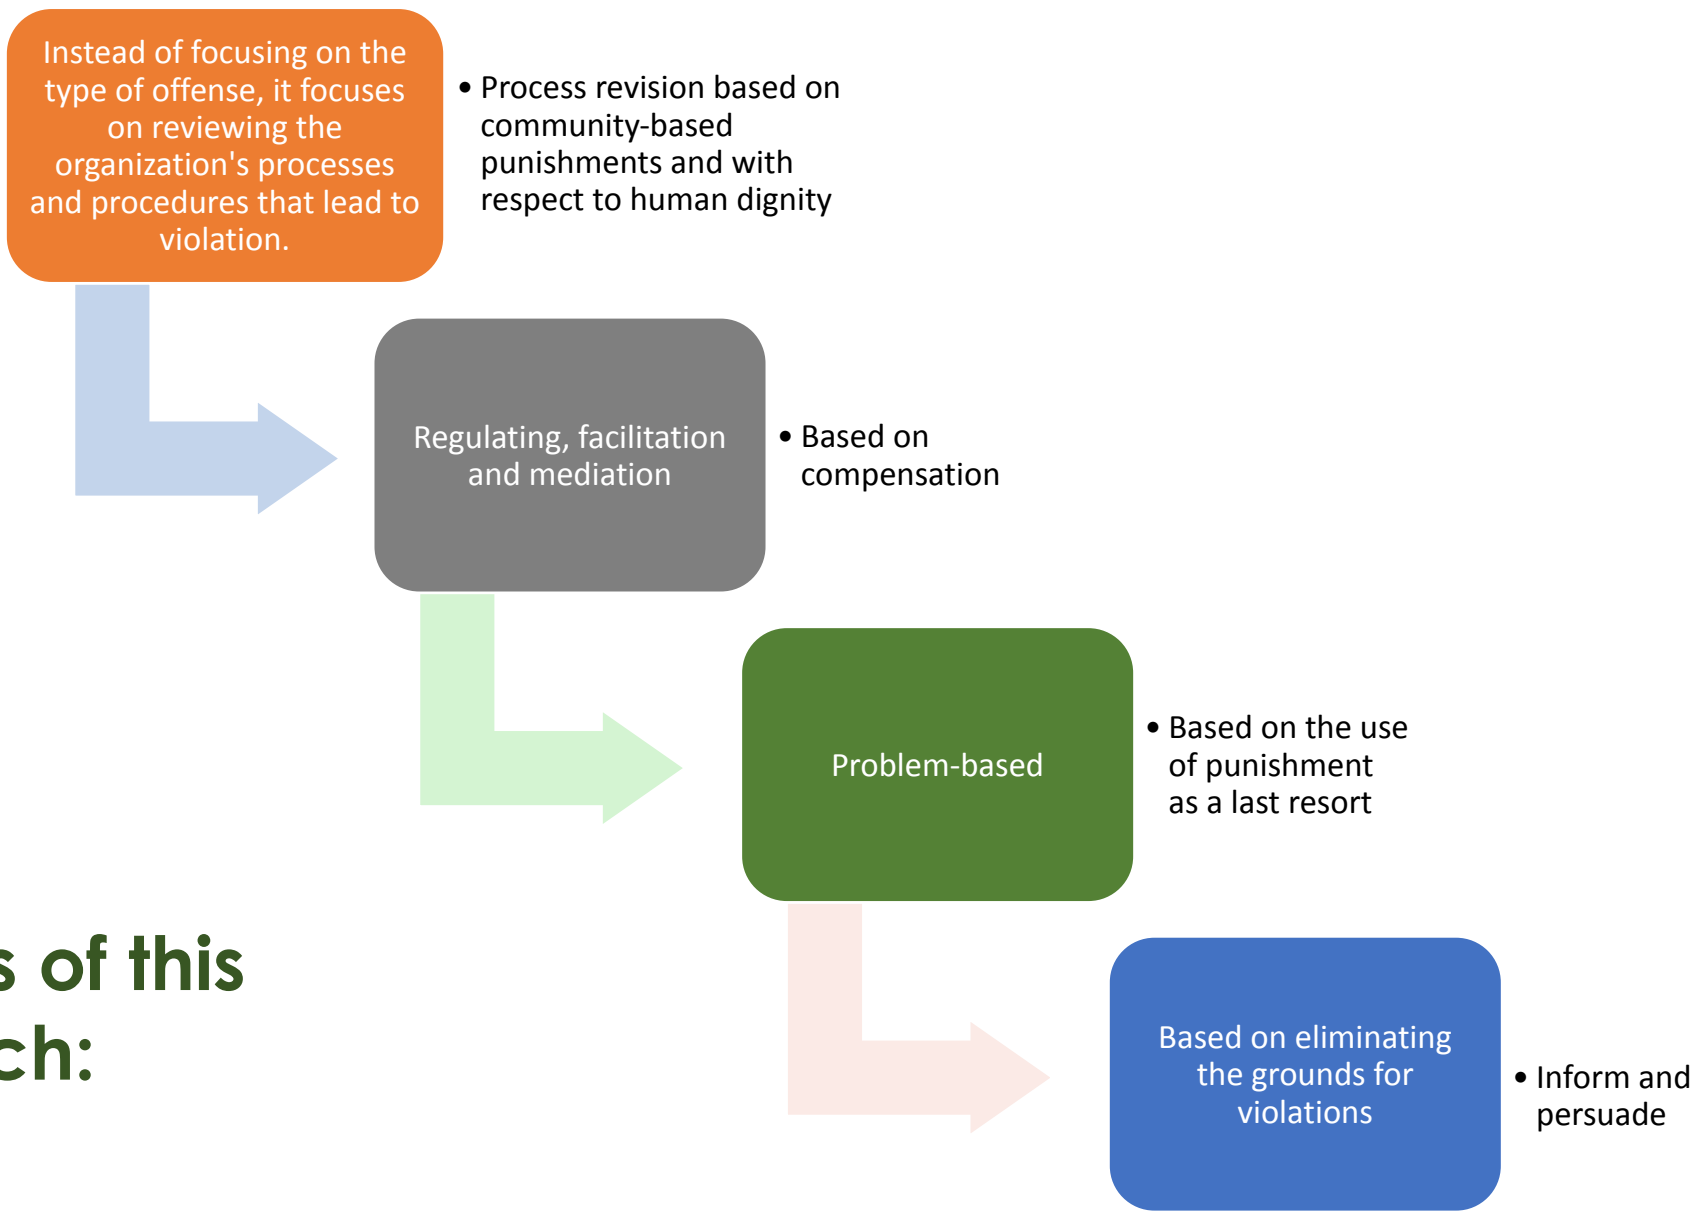 Instead of focusing on the
type of offense, it focuses
on reviewing the
organization's processes
and procedures that lead to
violation.
• Process revision based on
community-based
punishments and with
respect to human dignity
Regulating, facilitation
and mediation
• Based on
compensation
Problem-based
• Based on the use
of punishment
as a last resort
s of this
ch:
Based on eliminating
the grounds for
violations
• Inform and
persuade